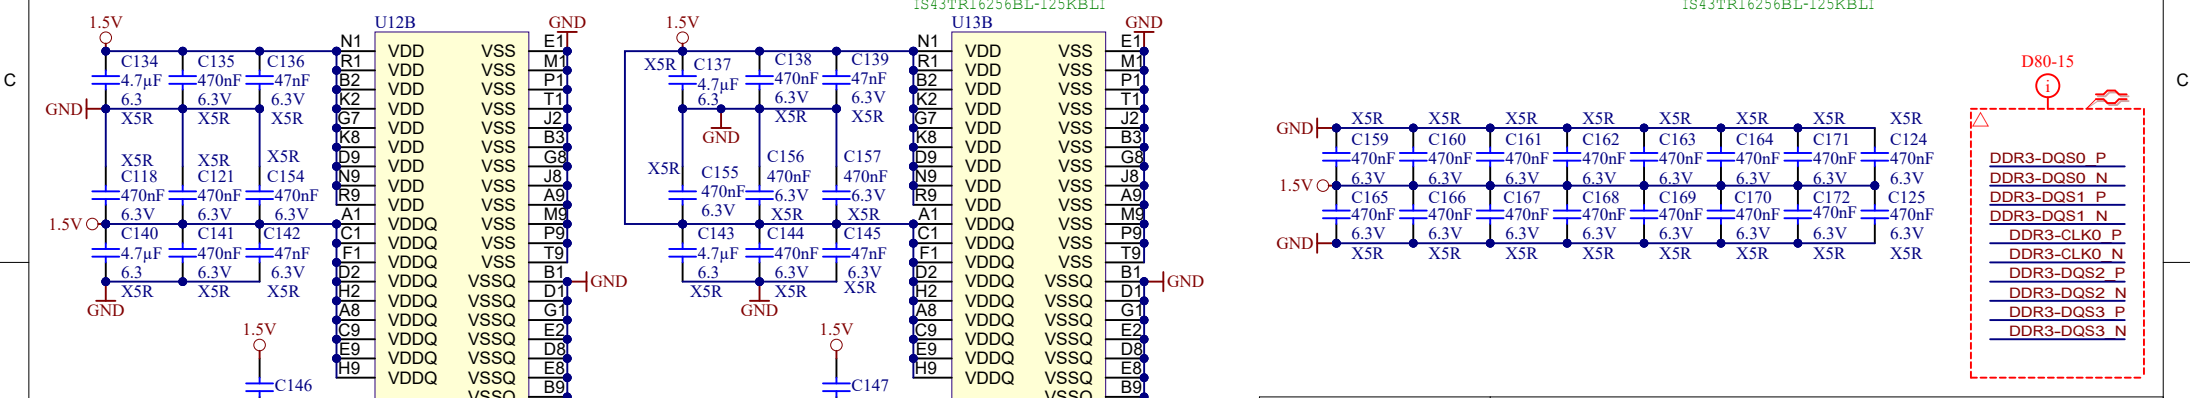 IS43TR16256BL-125KBLI
IS43TR16256BL-125KBLI
C
C
1.5V
U12B
GND
1.5V
U13B
GND
C134
4.7µF
6.3
X5R
C135
470nF
6.3V
X5R
C136
47nF
6.3V
X5R
GND
X5R
C118
470nF
6.3V
X5R
C121
470nF
6.3V
X5R
C154
470nF
6.3V
1.5V
C140
4.7µF
6.3
X5R
C141
470nF
6.3V
X5R
C142
47nF
6.3V
X5R
GND
1.5V
C146
N1 VDD VSS E1
R1 VDD VSS M1
B2 VDD VSS P1
K2 VDD VSS T1
G7 VDD VSS J2
K8 VDD VSS B3
D9 VDD VSS G8
N9 VDD VSS J8
R9 VDD VSS A9
A1 VDDQ VSS M9
C1 VDDQ VSS P9
F1 VDDQ VSS T9
D2 VDDQ VSSQ B1 GND
H2 VDDQ VSSQ D1
A8 VDDQ VSSQ G1
C9 VDDQ VSSQ E2
E9 VDDQ VSSQ D8
H9 VDDQ VSSQ E8
VSSQ B9
X5R
C137
4.7µF
6.3
C138
470nF
6.3V
X5R
C139
47nF
6.3V
X5R
GND
X5R
C155
470nF
6.3V
C156
470nF
6.3V
X5R
C157
470nF
6.3V
X5R
C143
4.7µF
6.3
X5R
C144
470nF
6.3V
X5R
C145
47nF
6.3V
X5R
GND
1.5V
C147
N1 VDD VSS E1
R1 VDD VSS M1
B2 VDD VSS P1
K2 VDD VSS T1
G7 VDD VSS J2
K8 VDD VSS B3
D9 VDD VSS G8
N9 VDD VSS J8
R9 VDD VSS A9
A1 VDDQ VSS M9
C1 VDDQ VSS P9
F1 VDDQ VSS T9
D2 VDDQ VSSQ B1 GND
H2 VDDQ VSSQ D1
A8 VDDQ VSSQ G1
C9 VDDQ VSSQ E2
E9 VDDQ VSSQ D8
H9 VDDQ VSSQ E8
VSSQ B9
X5R X5R X5R X5R X5R X5R X5R X5R
GND
C159 C160 C161 C162 C163 C164 C171 C124
470nF 470nF 470nF 470nF 470nF 470nF 470nF 470nF
6.3V 6.3V 6.3V 6.3V 6.3V 6.3V 6.3V 6.3V
1.5V
C165 C166 C167 C168 C169 C170 C172 C125
470nF 470nF 470nF 470nF 470nF 470nF 470nF 470nF
6.3V 6.3V 6.3V 6.3V 6.3V 6.3V 6.3V 6.3V
GND
X5R X5R X5R X5R X5R X5R X5R X5R
D80-15
i
DDR3-DQS0_P
DDR3-DQS0_N
DDR3-DQS1_P
DDR3-DQS1_N
DDR3-CLK0_P
DDR3-CLK0_N
DDR3-DQS2_P
DDR3-DQS2_N
DDR3-DQS3_P
DDR3-DQS3_N